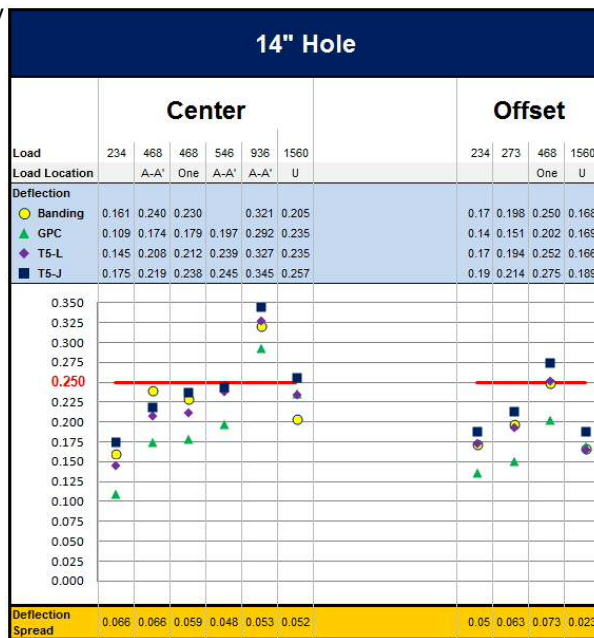 14" Hole
Center Offset
Load 234 468 468 546 936 1560 234 273 468 1560
Load Location A-A' One A-A' A-A' U One U
Deflection
Banding 0.161 0.240 0.230 0.321 0.205 0.17 0.198 0.250 0.168
GPC 0.109 0.174 0.179 0.197 0.292 0.235 0.14 0.151 0.202 0.169
T5-L 0.145 0.208 0.212 0.239 0.327 0.235 0.17 0.194 0.252 0.166
T5-J 0.175 0.219 0.238 0.245 0.345 0.257 0.19 0.214 0.275 0.189
0.350
0.325
0.300
0.275
0.250
0.225
0.200
0.175
0.150
0.125
0.100
0.075
0.050
0.025
0.000
Deflection
Spread 0.066 0.066 0.059 0.048 0.053 0.052 0.05 0.063 0.073 0.023